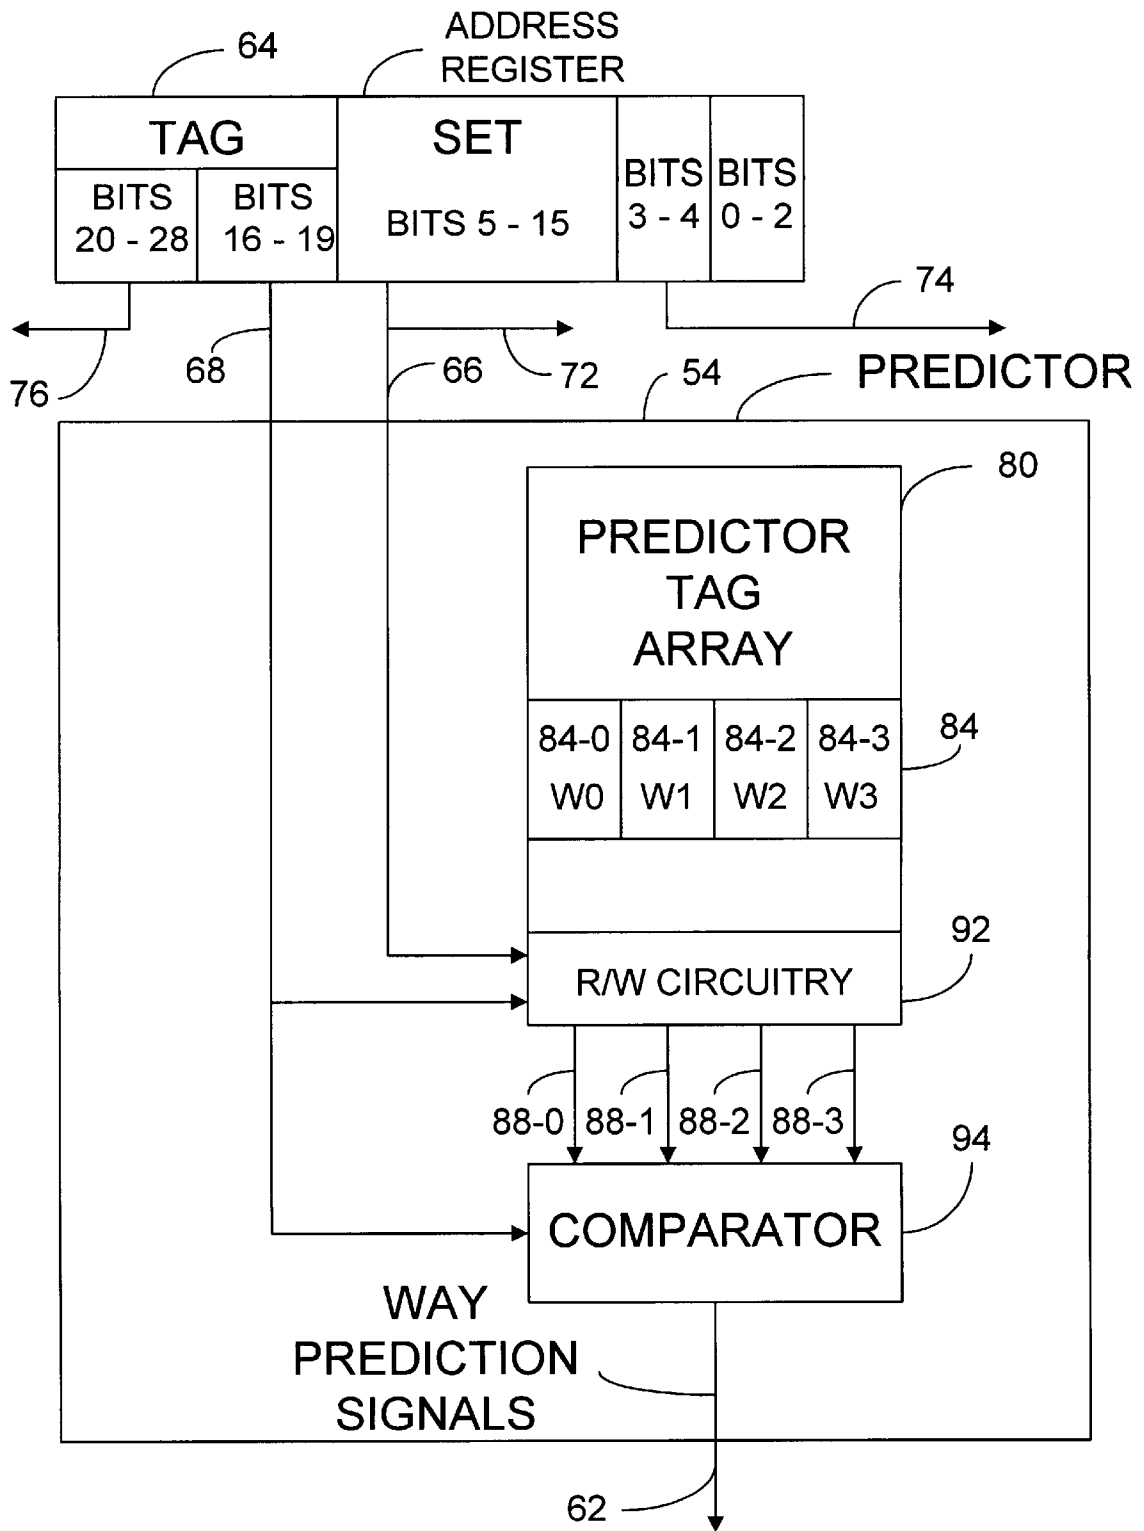 64
ADDRESS
REGISTER
TAG
SET
BITS
20 - 28
BITS
16 - 19
BITS 5 - 15
BITS
3 - 4
BITS
0 - 2
74
76
68
66
72
54
PREDICTOR
80
PREDICTOR
TAG
ARRAY
84-0
W0
84-1
W1
84-2
W2
84-3
W3
84
92
R/W CIRCUITRY
88-0
88-1
88-2
88-3
94
COMPARATOR
WAY
PREDICTION
SIGNALS
62